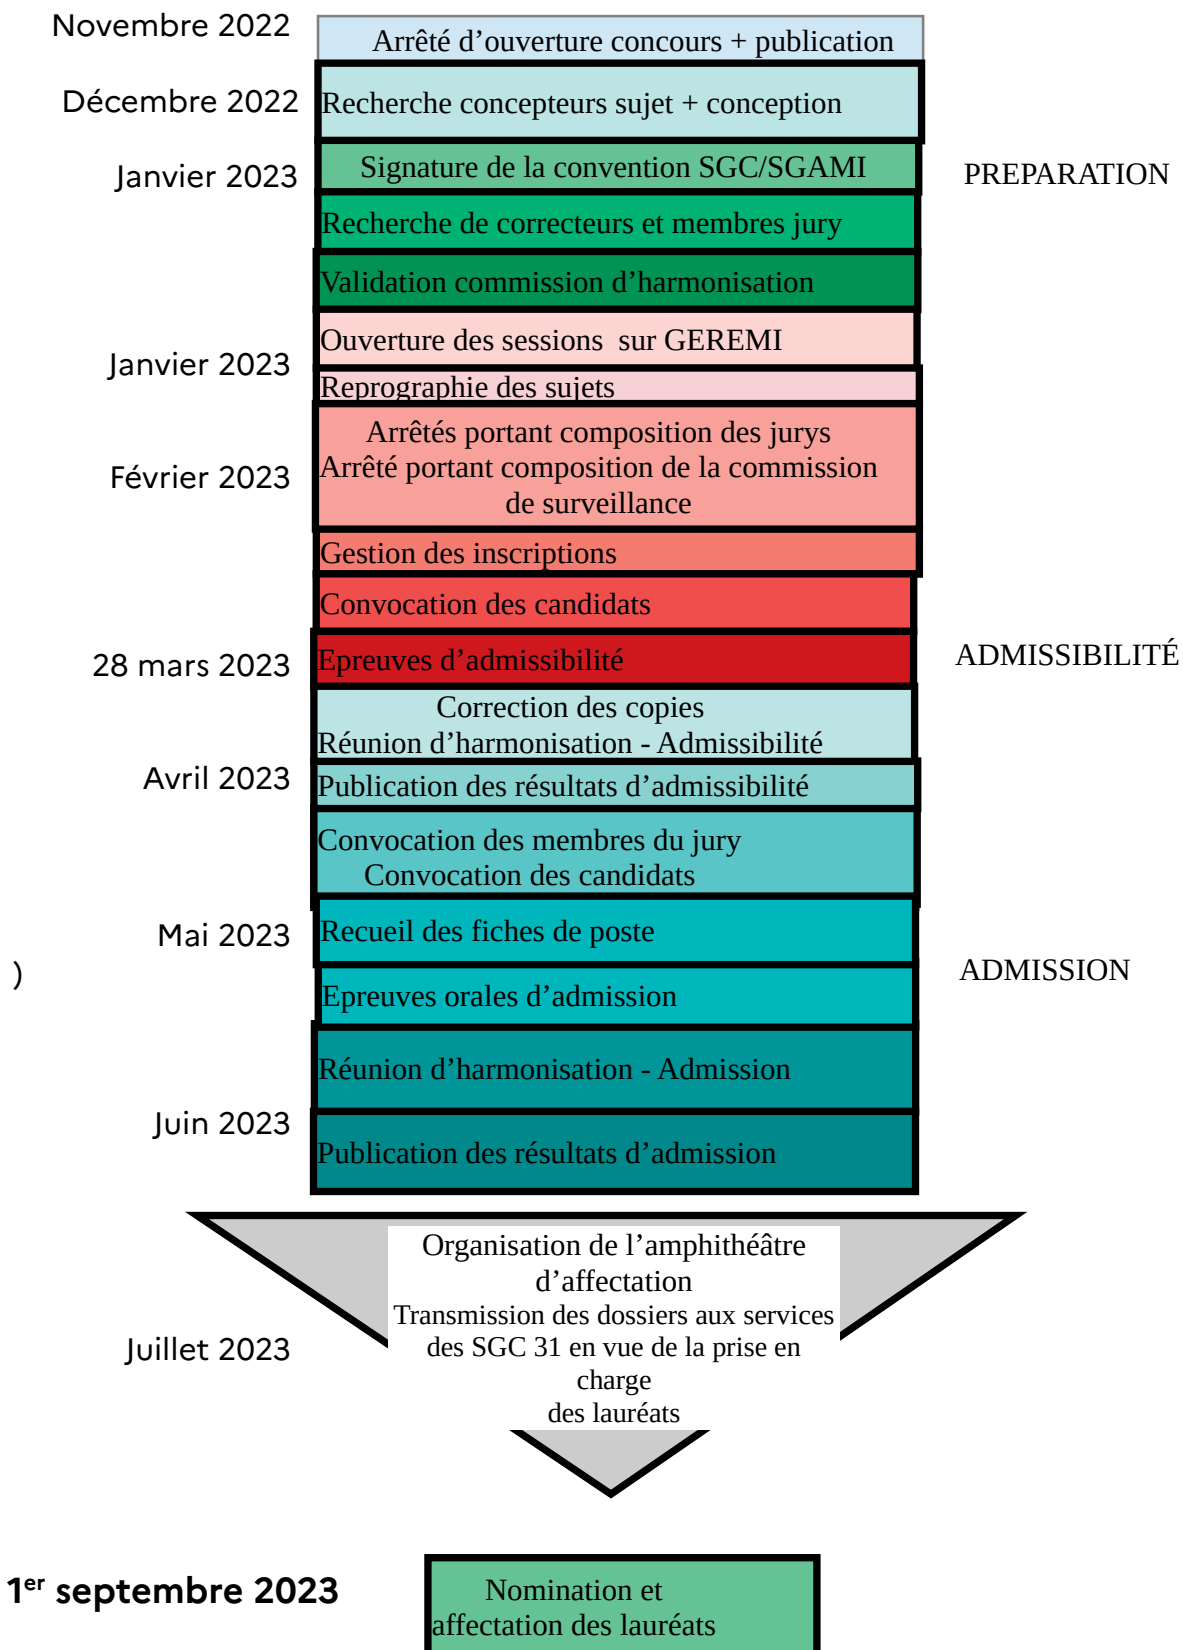 Novembre 2022
Arrêté d’ouverture concours + publication
Décembre 2022
Recherche concepteurs sujet + conception
Janvier 2023
Signature de la convention SGC/SGAMI
PREPARATION
Recherche de correcteurs et membres jury
Validation commission d’harmonisation
Ouverture des sessions  sur GEREMI
Janvier 2023
Reprographie des sujets
Arrêtés portant composition des jurys
Février 2023
Arrêté portant composition de la commission
de surveillance
Gestion des inscriptions
Convocation des candidats
28 mars 2023
Epreuves d’admissibilité
ADMISSIBILITÉ
Correction des copies
Réunion d’harmonisation - Admissibilité
Avril 2023
Publication des résultats d’admissibilité
Convocation des membres du jury
Convocation des candidats
Mai 2023
Recueil des fiches de poste
)
ADMISSION
Epreuves orales d’admission
Réunion d’harmonisation - Admission
Juin 2023
Publication des résultats d’admission
Organisation de l’amphithéâtre
d’affectation
Transmission des dossiers aux services
Juillet 2023
des SGC 31 en vue de la prise en
charge
des lauréats
1er septembre 2023
Nomination et
affectation des lauréats